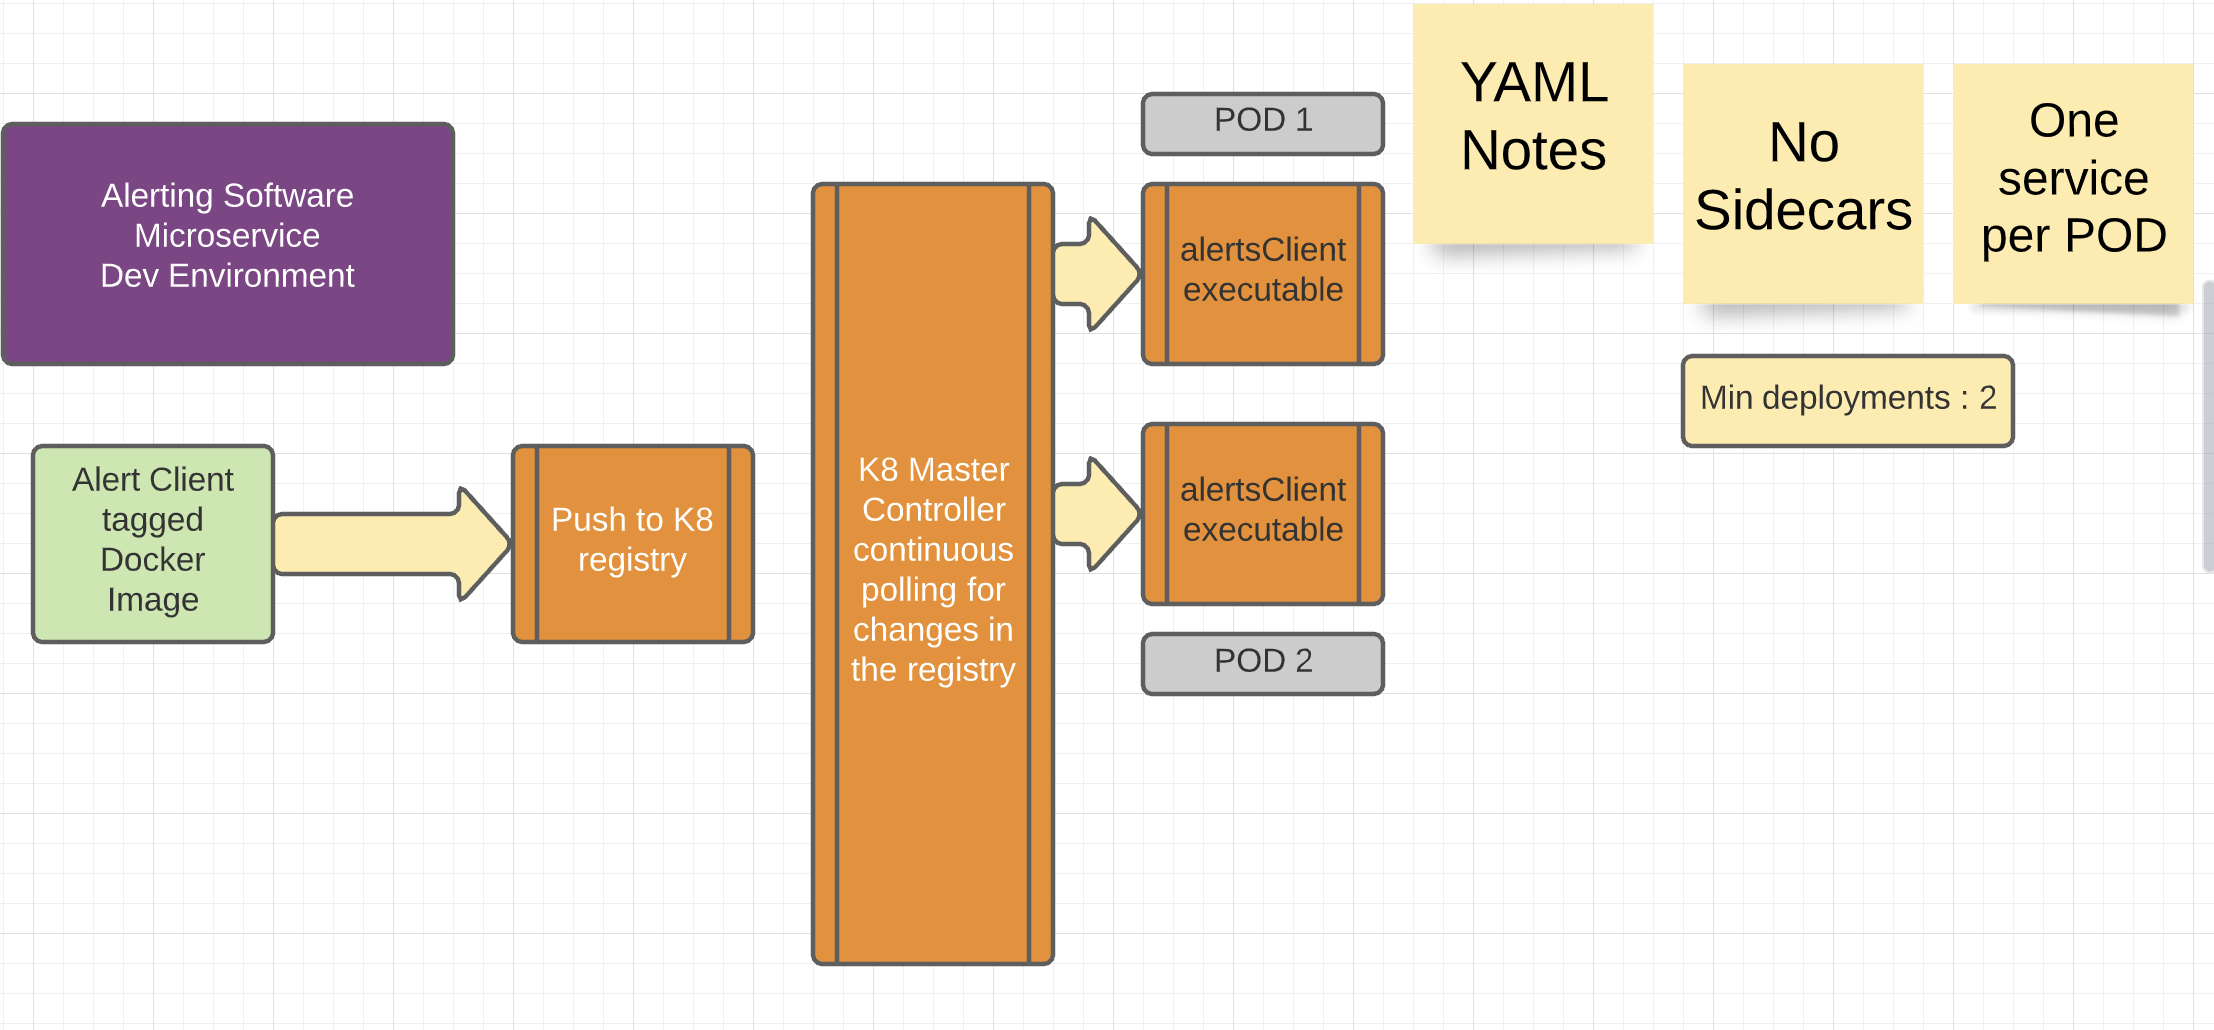 Alerting Software
Microservice
Dev Environment
Alert Client
tagged
Docker
Image
Push to K8
registry
K8 Master
Controller
continuous
polling for
changes in
the registry
POD 1
alertsClient
executable
alertsClient
executable
POD 2
YAML
Notes
No
Sidecars
One
service
per POD
Min deployments : 2